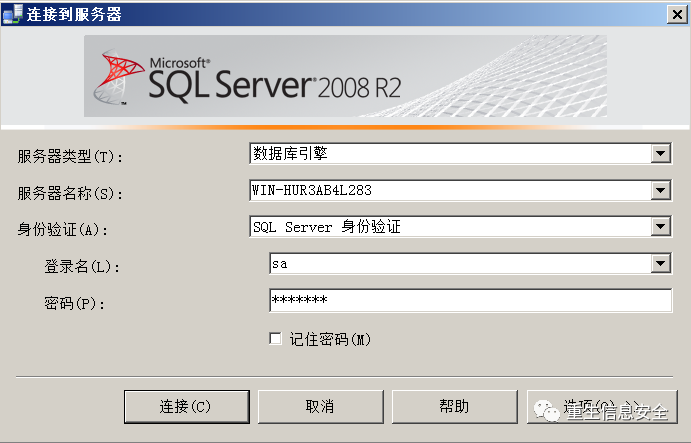 连接到服务器
Microsoft®
SQL Server® 2008 R2
服务器类型(T):
数据库引擎
服务器名称(S):
WIN-HUR3AB4L283
身份验证(A):
SQL Server 身份验证
登录名(L):
sa
密码(P):
*******
记住密码(M)
连接(C)
取消
帮助
选项(O) >>
重生信息安全